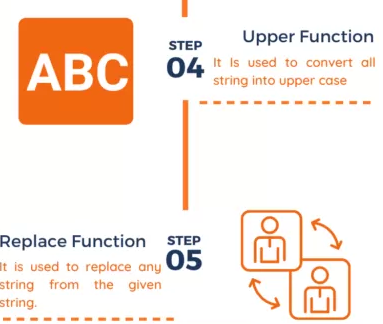 ABC
STEP
04
Upper Function
It Is used to convert all
string into upper case
Replace Function
It is used to replace any
string from the given
string.
STEP
05